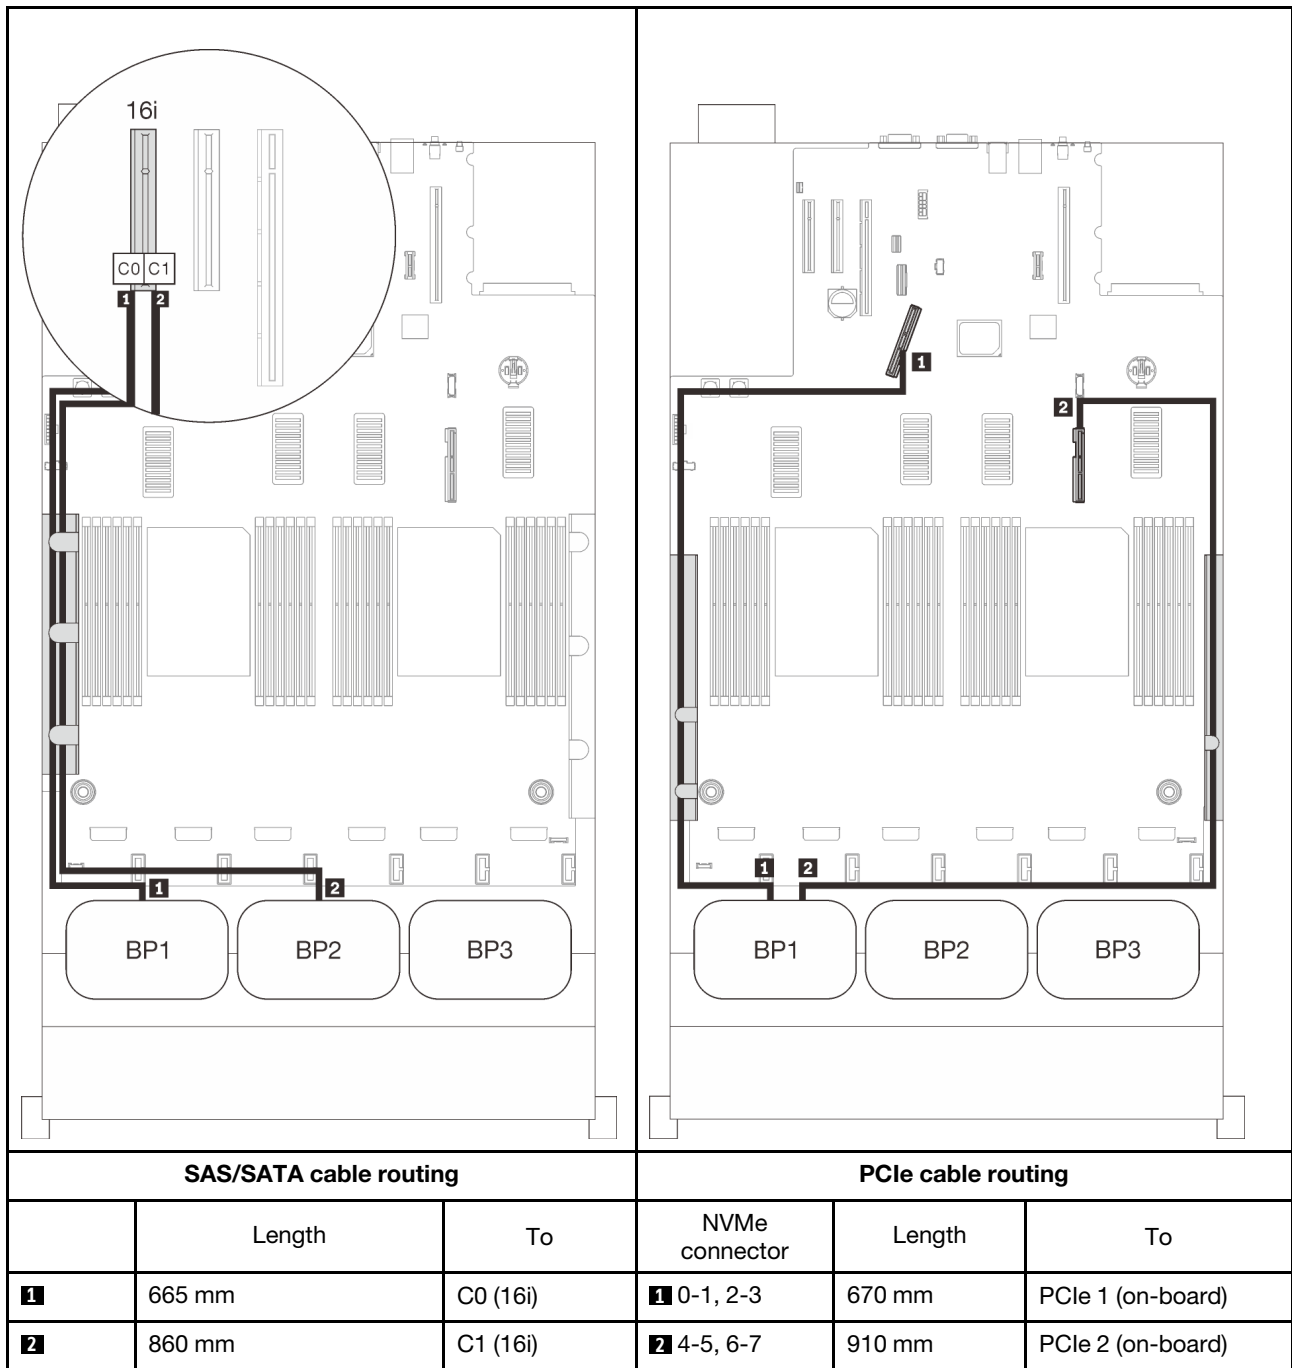 16i
C0 C1
1 2
1 2
BP1 BP2 BP3
1
2
1 2
BP1 BP2 BP3
SAS/SATA cable routing
PCIe cable routing
Length To
NVMe connector Length To
1 665 mm C0 (16i)
1 0-1, 2-3 670 mm PCIe 1 (on-board)
2 860 mm C1 (16i)
2 4-5, 6-7 910 mm PCIe 2 (on-board)